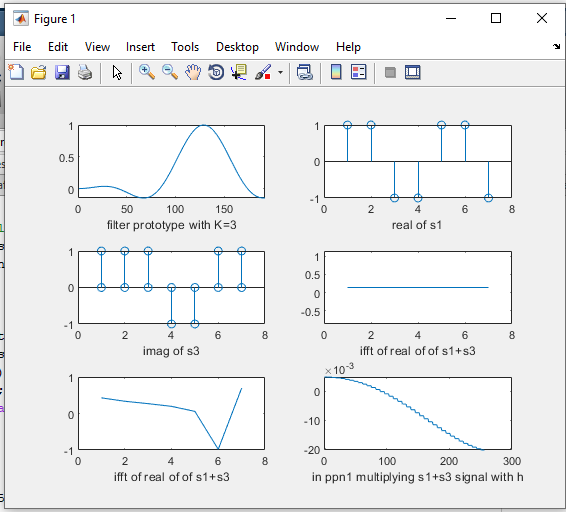 Figure 1
File Edit View Insert Tools Desktop Window Help
1
0.5
0
0 50 100 150
filter prototype with K=3
1
0
-1
0 2 4 6 8
real of s1
1
0
-1
0 2 4 6 8
imag of s3
1
0.5
0
-0.5
0 2 4 6 8
ifft of real of of s1+s3
1
0
-1
0 2 4 6 8
ifft of real of of s1+s3
×10-3
0
-10
-20
0 100 200 300
in ppn1 multiplying s1+s3 signal with h